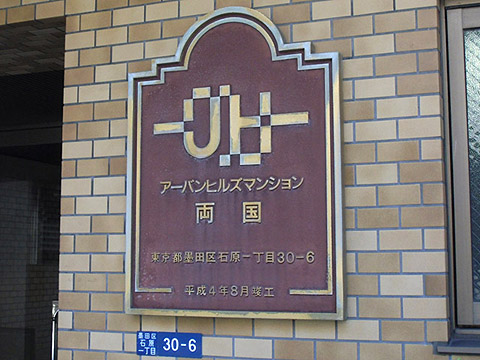 UH
アーバンヒルズマンション
両国
東京都墨田区石原一丁目30-6
平成4年8月竣工
墨田区
石原
一丁目
30-6